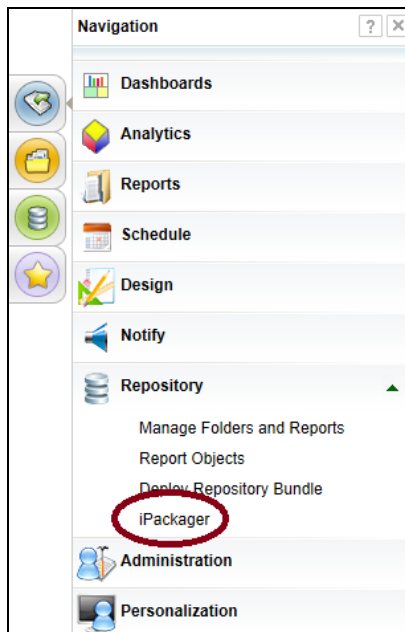 Navigation ?
Dashboards
Analytics
Reports
Schedule
Design
Notify
Repository
Manage Folders and Reports
Report Objects
Deploy Repository Bundle
iPackager
Administration
Personalization